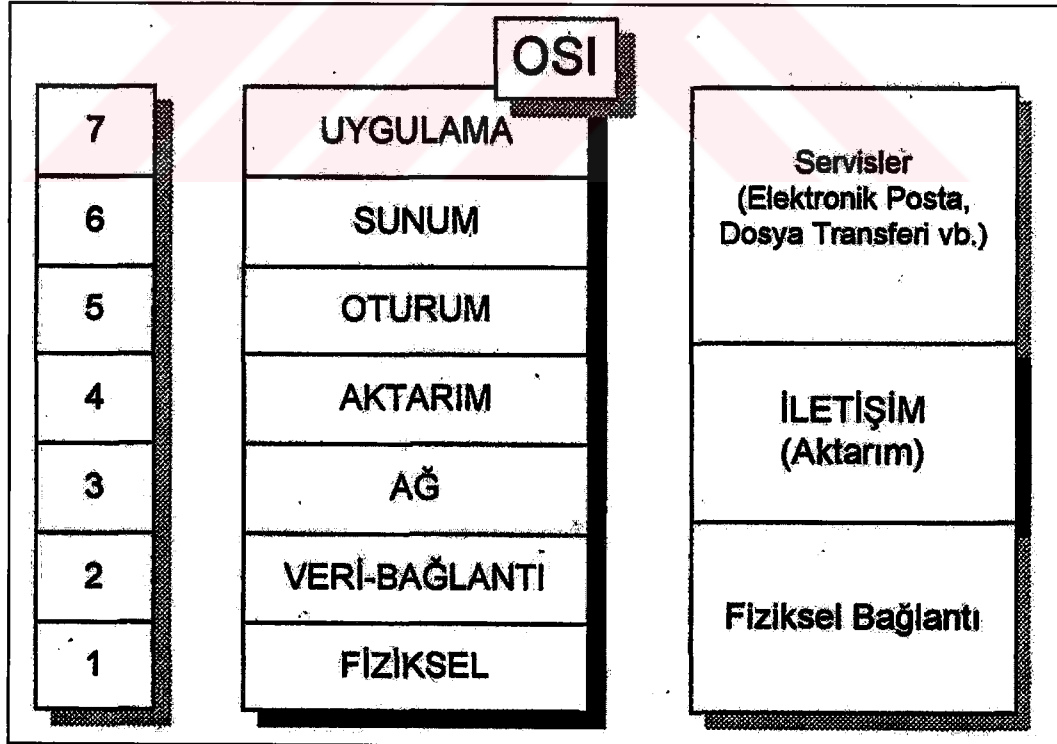 OSI
7
UYGULAMA
6
SUNUM
5
OTURUM
4
AKTARIM
3
AĞ
2
VERİ-BAĞLANTI
1
FİZİKSEL
Servisler
(Elektronik Posta,
Dosya Transferi vb.)
İLETİŞİM
(Aktarım)
Fiziksel Bağlantı